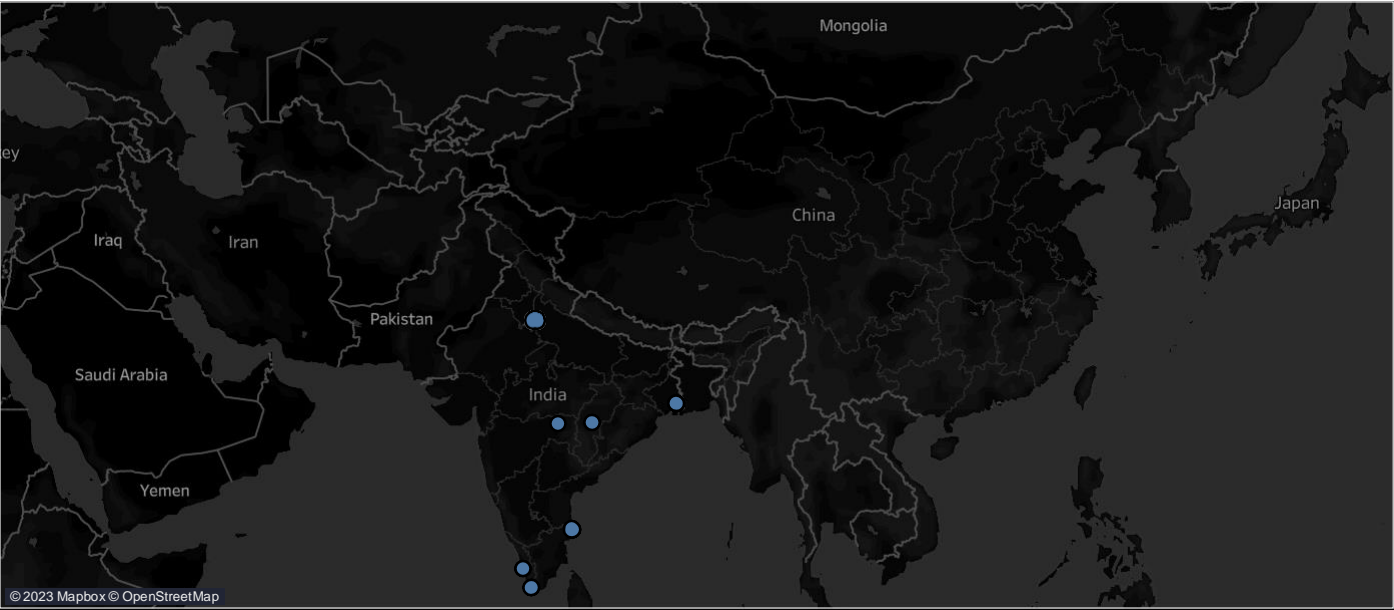 Mongolia
ey
China
Japan
Iraq
Iran
Pakistan
Saudi Arabia
India
Yemen
© 2023 Mapbox © OpenStreetMap